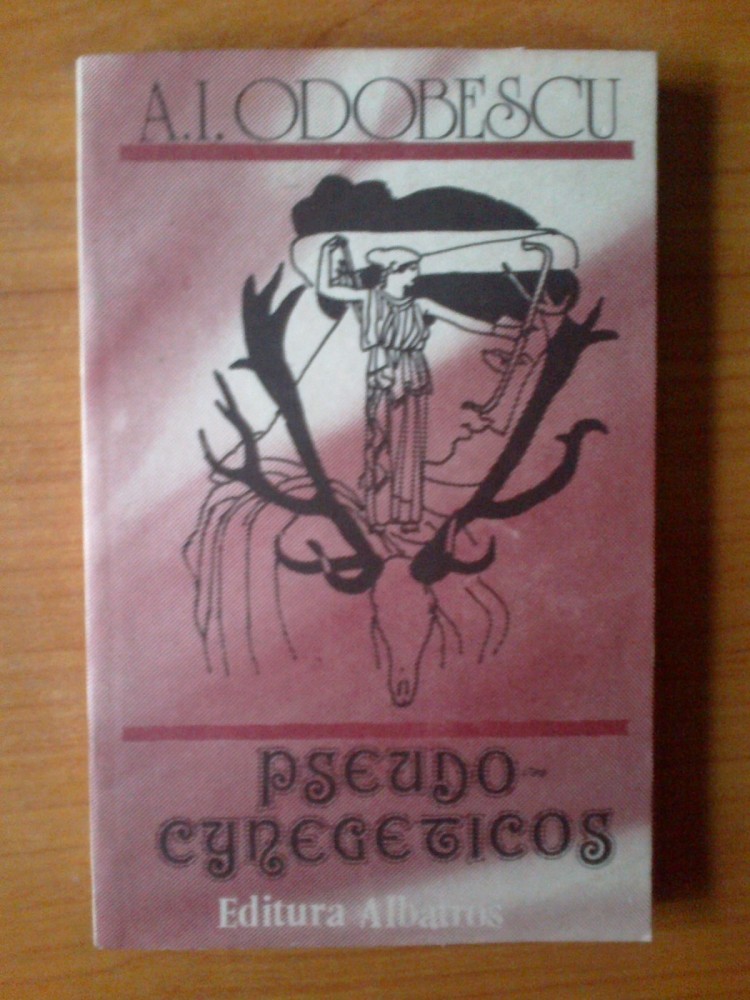 A.I. ODOBESCU
PSEUDO-
CYNEGETICOS
Editura Albatros